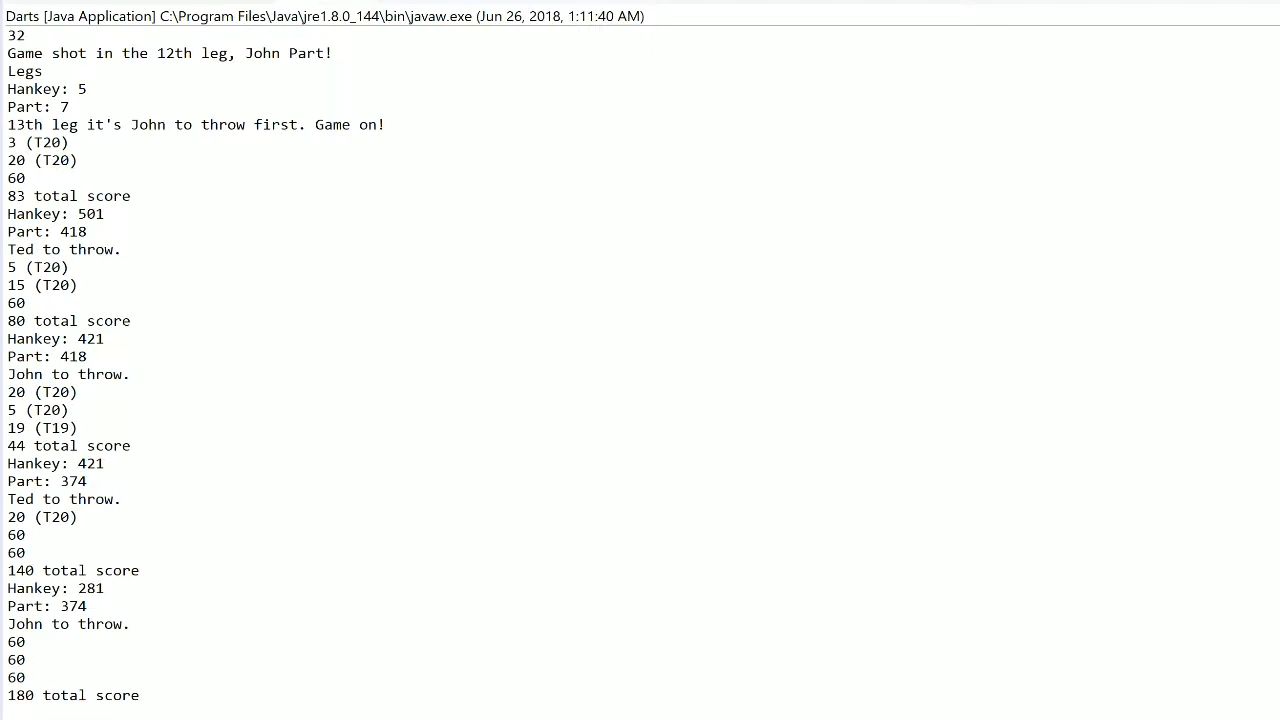 Darts [Java Application] C:\Program Files\Java\jre1.8.0_144\bin\javaw.exe (Jun 26, 2018, 1:11:40 AM)
32
Game shot in the 12th leg, John Part!
Legs
Hankey: 5
Part: 7
13th leg it's John to throw first. Game on!
3 (T20)
20 (T20)
60
83 total score
Hankey: 501
Part: 418
Ted to throw.
5 (T20)
15 (T20)
60
80 total score
Hankey: 421
Part: 418
John to throw.
20 (T20)
5 (T20)
19 (T19)
44 total score
Hankey: 421
Part: 374
Ted to throw.
20 (T20)
60
60
140 total score
Hankey: 281
Part: 374
John to throw.
60
60
60
180 total score